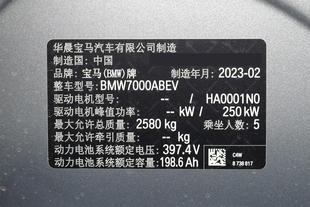 华晨宝马汽车有限公司制造
制造国: 中国
品牌: 宝马(BMW)牌 制造年月: 2023-02
整车型号: BMW7000ABEV
驱动电机型号: -- / HA0001N0
驱动电机峰值功率: -- kW / 250 kW
最大允许总质量: 2580 kg 乘坐人数: 5
最大允许牵引质量: -- kg
动力电池系统额定电压: 397.4 V
动力电池系统额定容量: 198.6 Ah
C4W
8 738 817